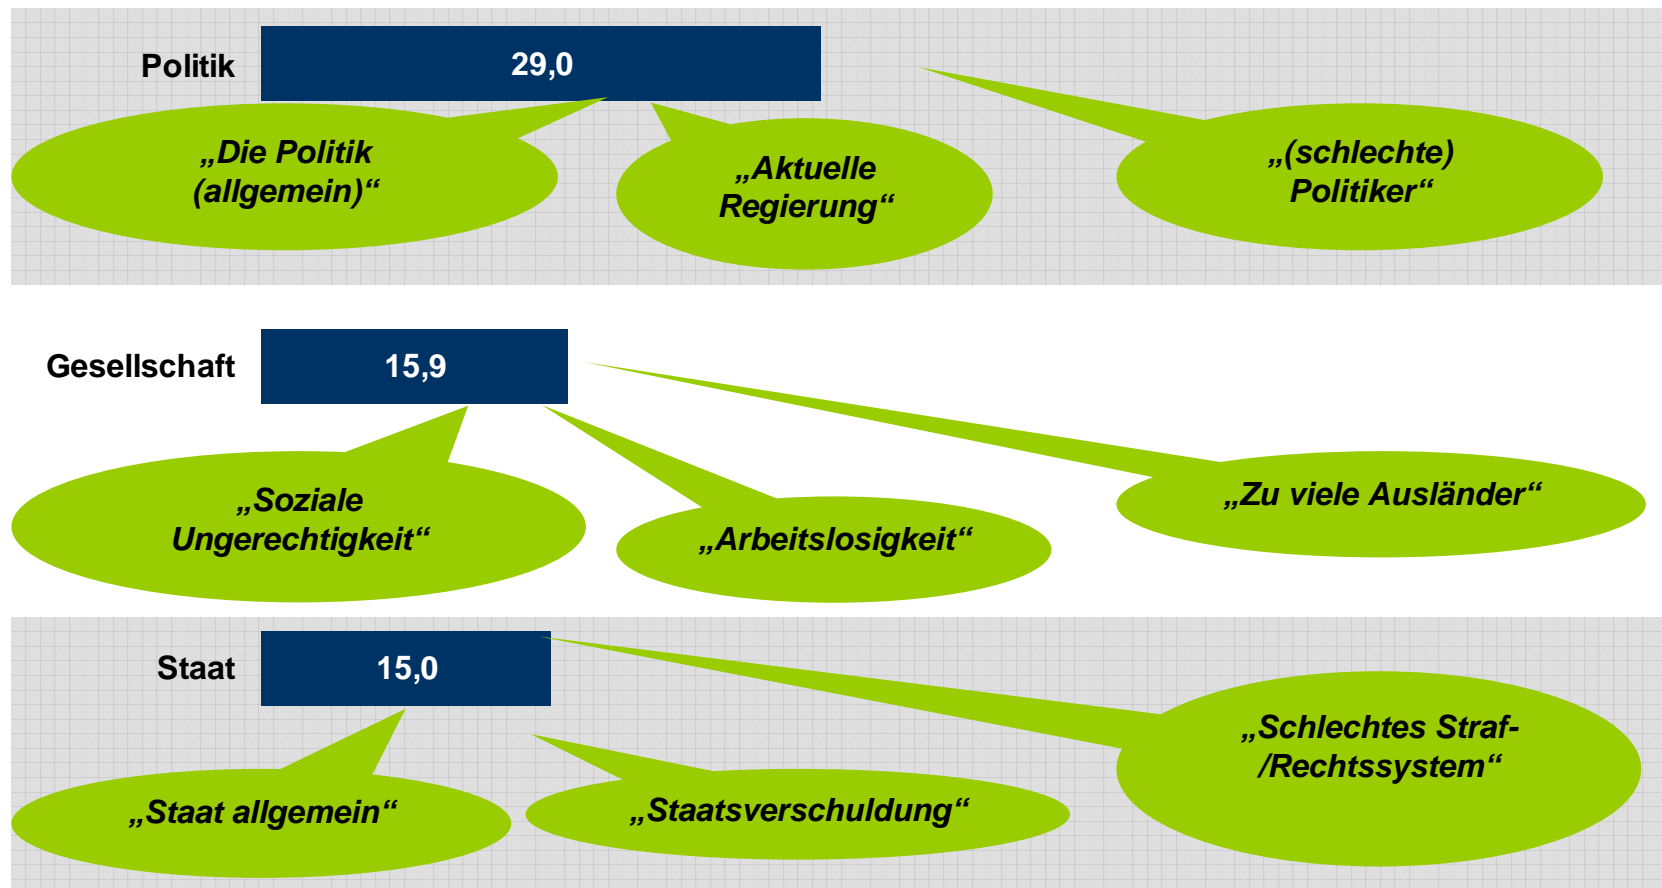 Politik
29,0
„Die Politik
(allgemein)“
„Aktuelle
Regierung“
„(schlechte)
Politiker“
Gesellschaft
15,9
„Soziale
Ungerechtigkeit“
„Arbeitslosigkeit“
„Zu viele Ausländer“
Staat
15,0
„Staat allgemein“
„Staatsverschuldung“
„Schlechtes Straf-
/Rechtssystem“